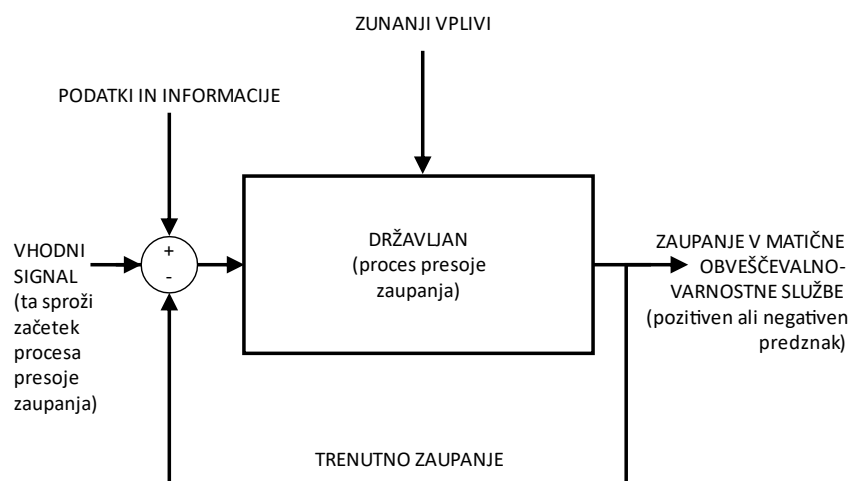 ZUNANJI VPLIVI
PODATKI IN INFORMACIJE
VHODNI
SIGNAL
(ta sproži
začetek
procesa
presoje
zaupanja)
+
-
DRŽAVLJAN
(proces presoje
zaupanja)
ZAUPANJE V MATIČNE
OBVEŠČEVALNO-
VARNOSTNE SLUŽBE
(pozitiven ali negativen
predznak)
TRENUTNO ZAUPANJE